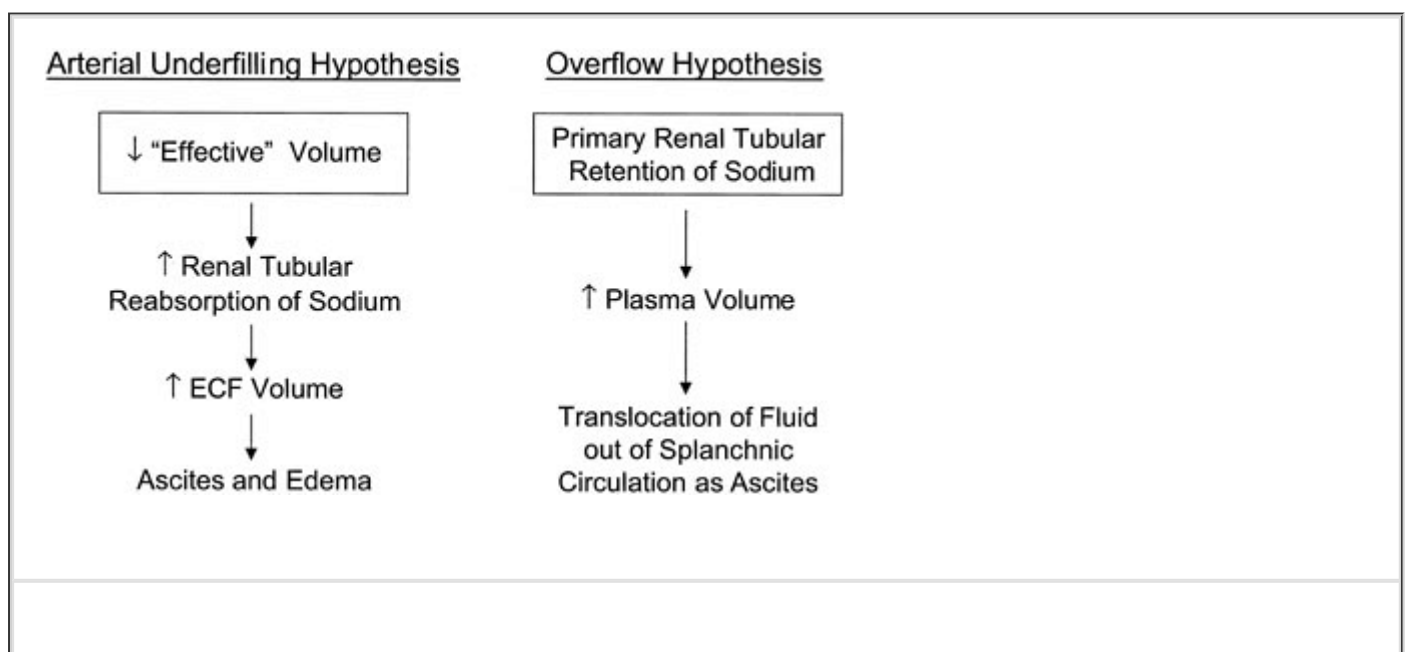 Arterial Underfilling Hypothesis
↓ “Effective” Volume
↑ Renal Tubular
Reabsorption of Sodium
↑ ECF Volume
Ascites and Edema
Overflow Hypothesis
Primary Renal Tubular
Retention of Sodium
↑ Plasma Volume
Translocation of Fluid
out of Splanchnic
Circulation as Ascites